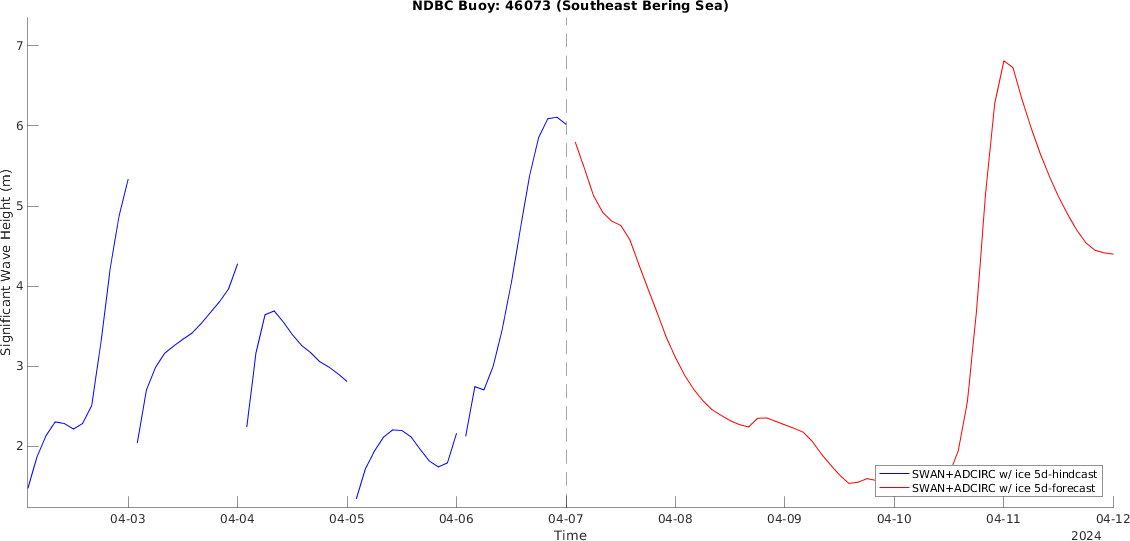 NDBC Buoy: 46073 (Southeast Bering Sea)
Significant Wave Height (m)
7
6
5
4
3
2
SWAN+ADCIRC w/ ice 5d-hindcast
SWAN+ADCIRC w/ ice 5d-forecast
04-03 04-04 04-05 04-06 04-07 04-08 04-09 04-10 04-11 04-12
Time
2024